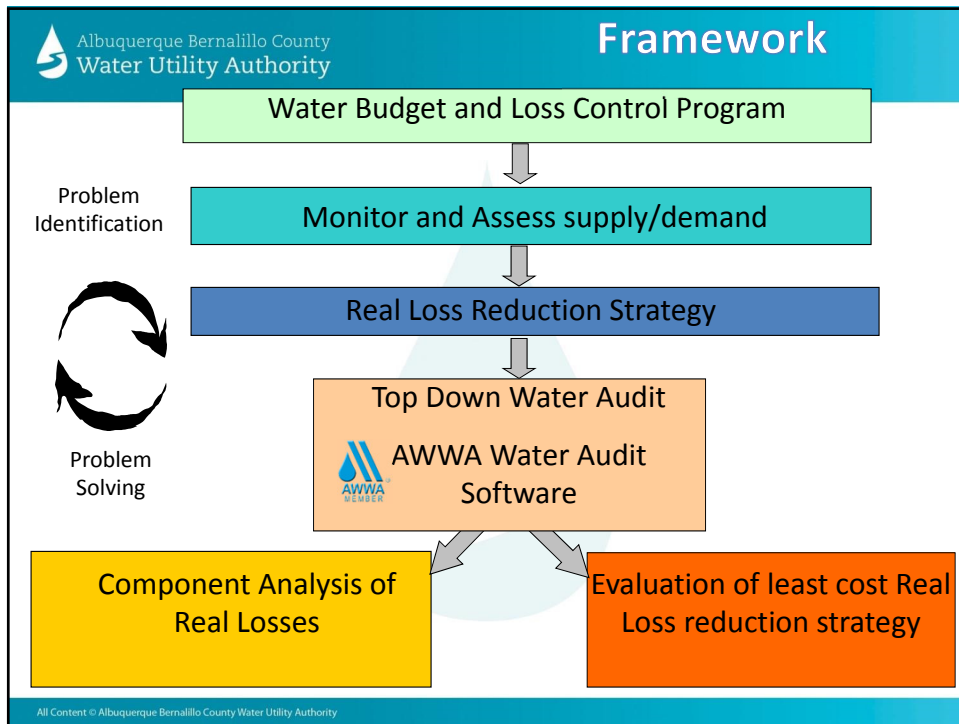 Albuquerque Bernalillo County
Water Utility Authority
Framework
Water Budget and Loss Control Program
Problem
Identification
Monitor and Assess supply/demand
Real Loss Reduction Strategy
Top Down Water Audit
AWWA Water Audit
Software
AWWA
MEMBER
®
Problem
Solving
Component Analysis of
Real Losses
Evaluation of least cost Real
Loss reduction strategy
All Content © Albuquerque Bernalillo County Water Utility Authority